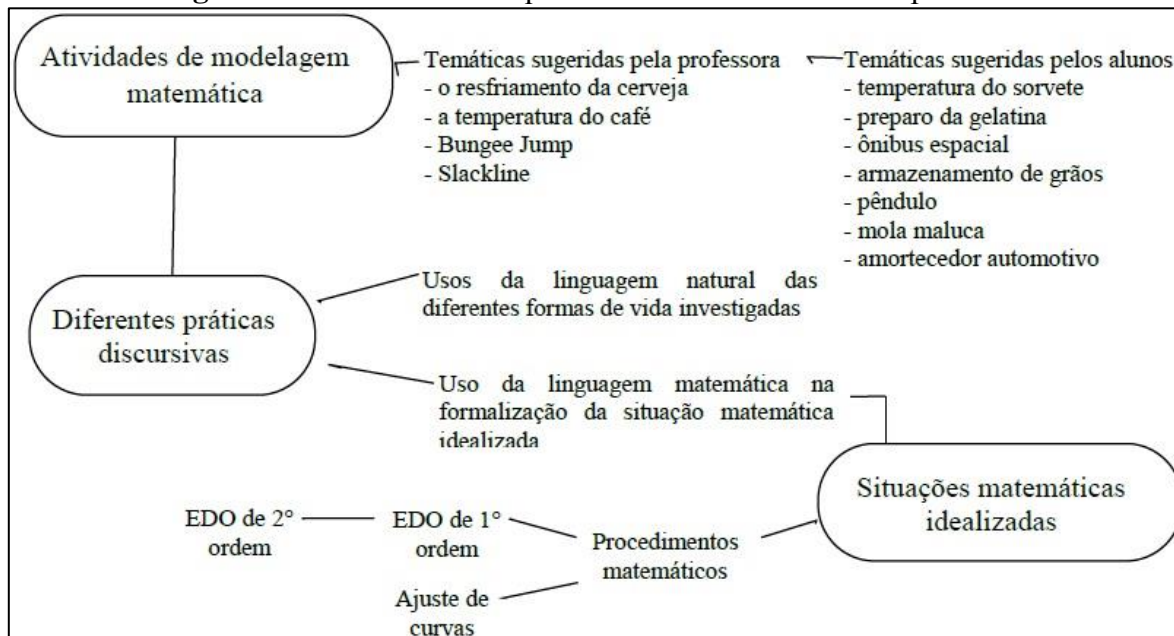 Atividades de modelagem
matemática
Temáticas sugeridas pela professora
- o resfriamento da cerveja
- a temperatura do café
- Bungee Jump
- Slackline
Temáticas sugeridas pelos alunos
- temperatura do sorvete
- preparo da gelatina
- ônibus espacial
- armazenamento de grãos
- pêndulo
- mola maluca
- amortecedor automotivo
Diferentes práticas
discursivas
Usos da linguagem natural das
diferentes formas de vida investigadas
Uso da linguagem matemática na
formalização da situação matemática
idealizada
Situações matemáticas
idealizadas
EDO de 2°
ordem
EDO de 1°
ordem
Procedimentos
matemáticos
Ajuste de
curvas